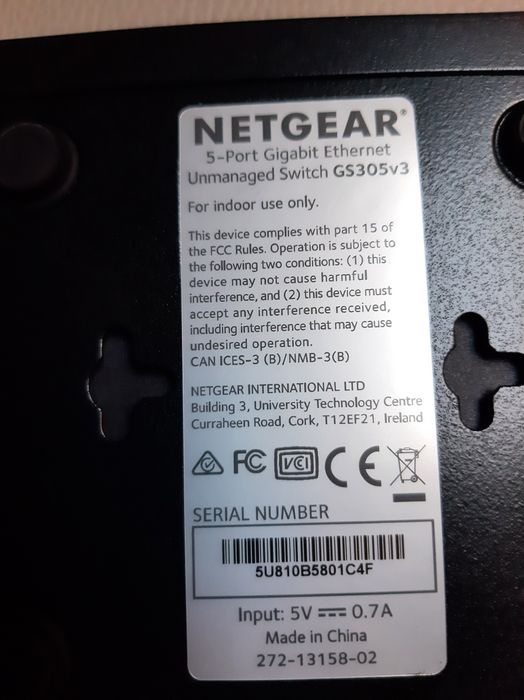 NETGEAR®
5-Port Gigabit Ethernet
Unmanaged Switch GS305v3
For indoor use only.
This device complies with part 15 of
the FCC Rules. Operation is subject to
the following two conditions: (1) this
device may not cause harmful
interference, and (2) this device must
accept any interference received,
including interference that may cause
undesired operation.
CAN ICES-3 (B)/NMB-3(B)
NETGEAR INTERNATIONAL LTD
Building 3, University Technology Centre
Curraheen Road, Cork, T12EF21, Ireland
FC VCI CE
SERIAL NUMBER
5U810B5801C4F
Input: 5V ⎓ 0.7A
Made in China
272-13158-02